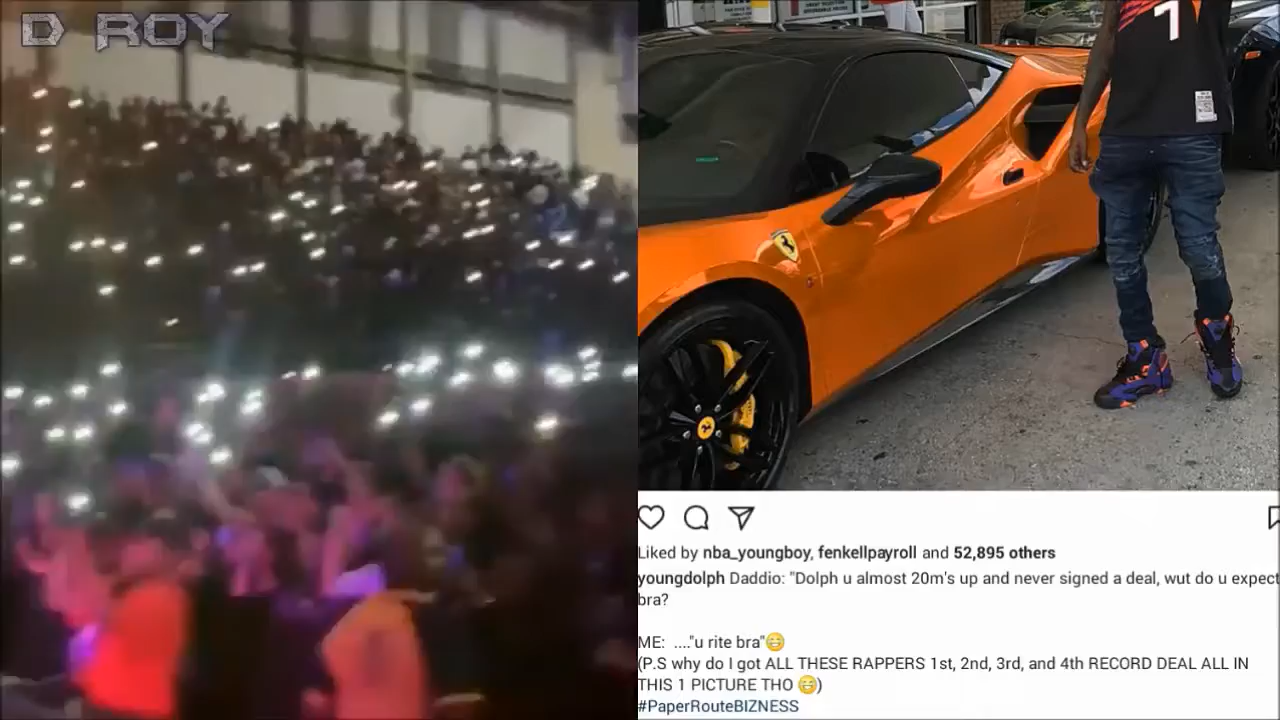 D ROY
1
Liked by nba_youngboy, fenkellpayroll and 52,895 others
youngdolph Daddio: "Dolph u almost 20m's up and never signed a deal, wut do u expect
bra?
ME: ...."u rite bra"😁
(P.S why do I got ALL THESE RAPPERS 1st, 2nd, 3rd, and 4th RECORD DEAL ALL IN
THIS 1 PICTURE THO 😁)
#PaperRouteBIZNESS